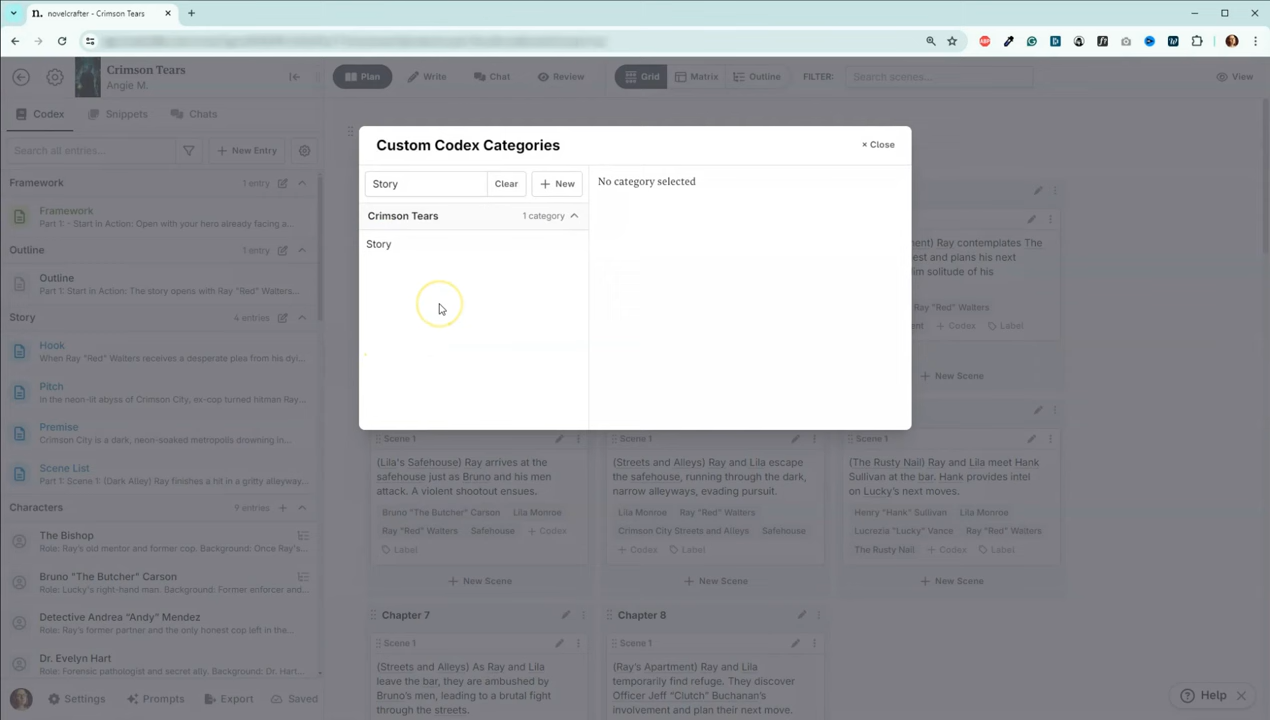 novelcrafter - Crimson Tears
Crimson Tears
Angie M.
Plan
Write
Chat
Review
Grid
Matrix
Outline
FILTER:
Search scenes...
View
Codex
Snippets
Chats
Search all entries...
+ New Entry
Framework
1 entry
Framework
Part 1: - Start in Action: Open with your hero already facing a...
Outline
1 entry
Outline
Part 1: Start in Action: The story opens with Ray "Red" Walters...
Story
4 entries
Hook
When Ray "Red" Walters receives a desperate plea from his dyi...
Pitch
In the neon-lit abyss of Crimson City, ex-cop turned hitman Ray...
Premise
Crimson City is a dark, neon-soaked metropolis drowning in...
Scene List
Part 1: Scene 1: (Dark Alley) Ray finishes a hit in a gritty alleyway...
Characters
9 entries
The Bishop
Role: Ray's old mentor and former cop. Background: Once Ray's...
Bruno "The Butcher" Carson
Role: Lucky's right-hand man. Background: Former enforcer and...
Detective Andrea "Andy" Mendez
Role: Ray's former partner and the only honest cop left in the...
Dr. Evelyn Hart
Role: Forensic pathologist and secret ally. Background: Dr. Hart...
Settings
Prompts
Export
Saved
Custom Codex Categories
× Close
Story
Clear
+ New
Crimson Tears
1 category
Story
No category selected
Ray contemplates The
est and plans his next
im solitude of his
Ray "Red" Walters
+ Codex
Label
+ New Scene
Scene 1
(Lila's Safehouse) Ray arrives at the
safehouse just as Bruno and his men
attack. A violent shootout ensues.
Bruno "The Butcher" Carson
Lila Monroe
Ray "Red" Walters
Safehouse
+ Codex
Label
+ New Scene
Scene 1
(Streets and Alleys) Ray and Lila escape
the safehouse, running through the dark,
narrow alleyways, evading pursuit.
Lila Monroe
Ray "Red" Walters
Crimson City Streets and Alleys
Safehouse
+ Codex
Label
+ New Scene
Scene 1
(The Rusty Nail) Ray and Lila meet Hank
Sullivan at the bar. Hank provides intel
on Lucky's next moves.
Henry "Hank" Sullivan
Lila Monroe
Lucrezia "Lucky" Vance
Ray "Red" Walters
The Rusty Nail
+ Codex
Label
+ New Scene
Chapter 7
Scene 1
(Streets and Alleys) As Ray and Lila
leave the bar, they are ambushed by
Bruno's men, leading to a brutal fight
through the streets.
Chapter 8
Scene 1
(Ray's Apartment) Ray and Lila
temporarily find refuge. They discover
Officer Jeff "Clutch" Buchanan's
involvement and plan their next move.
Help